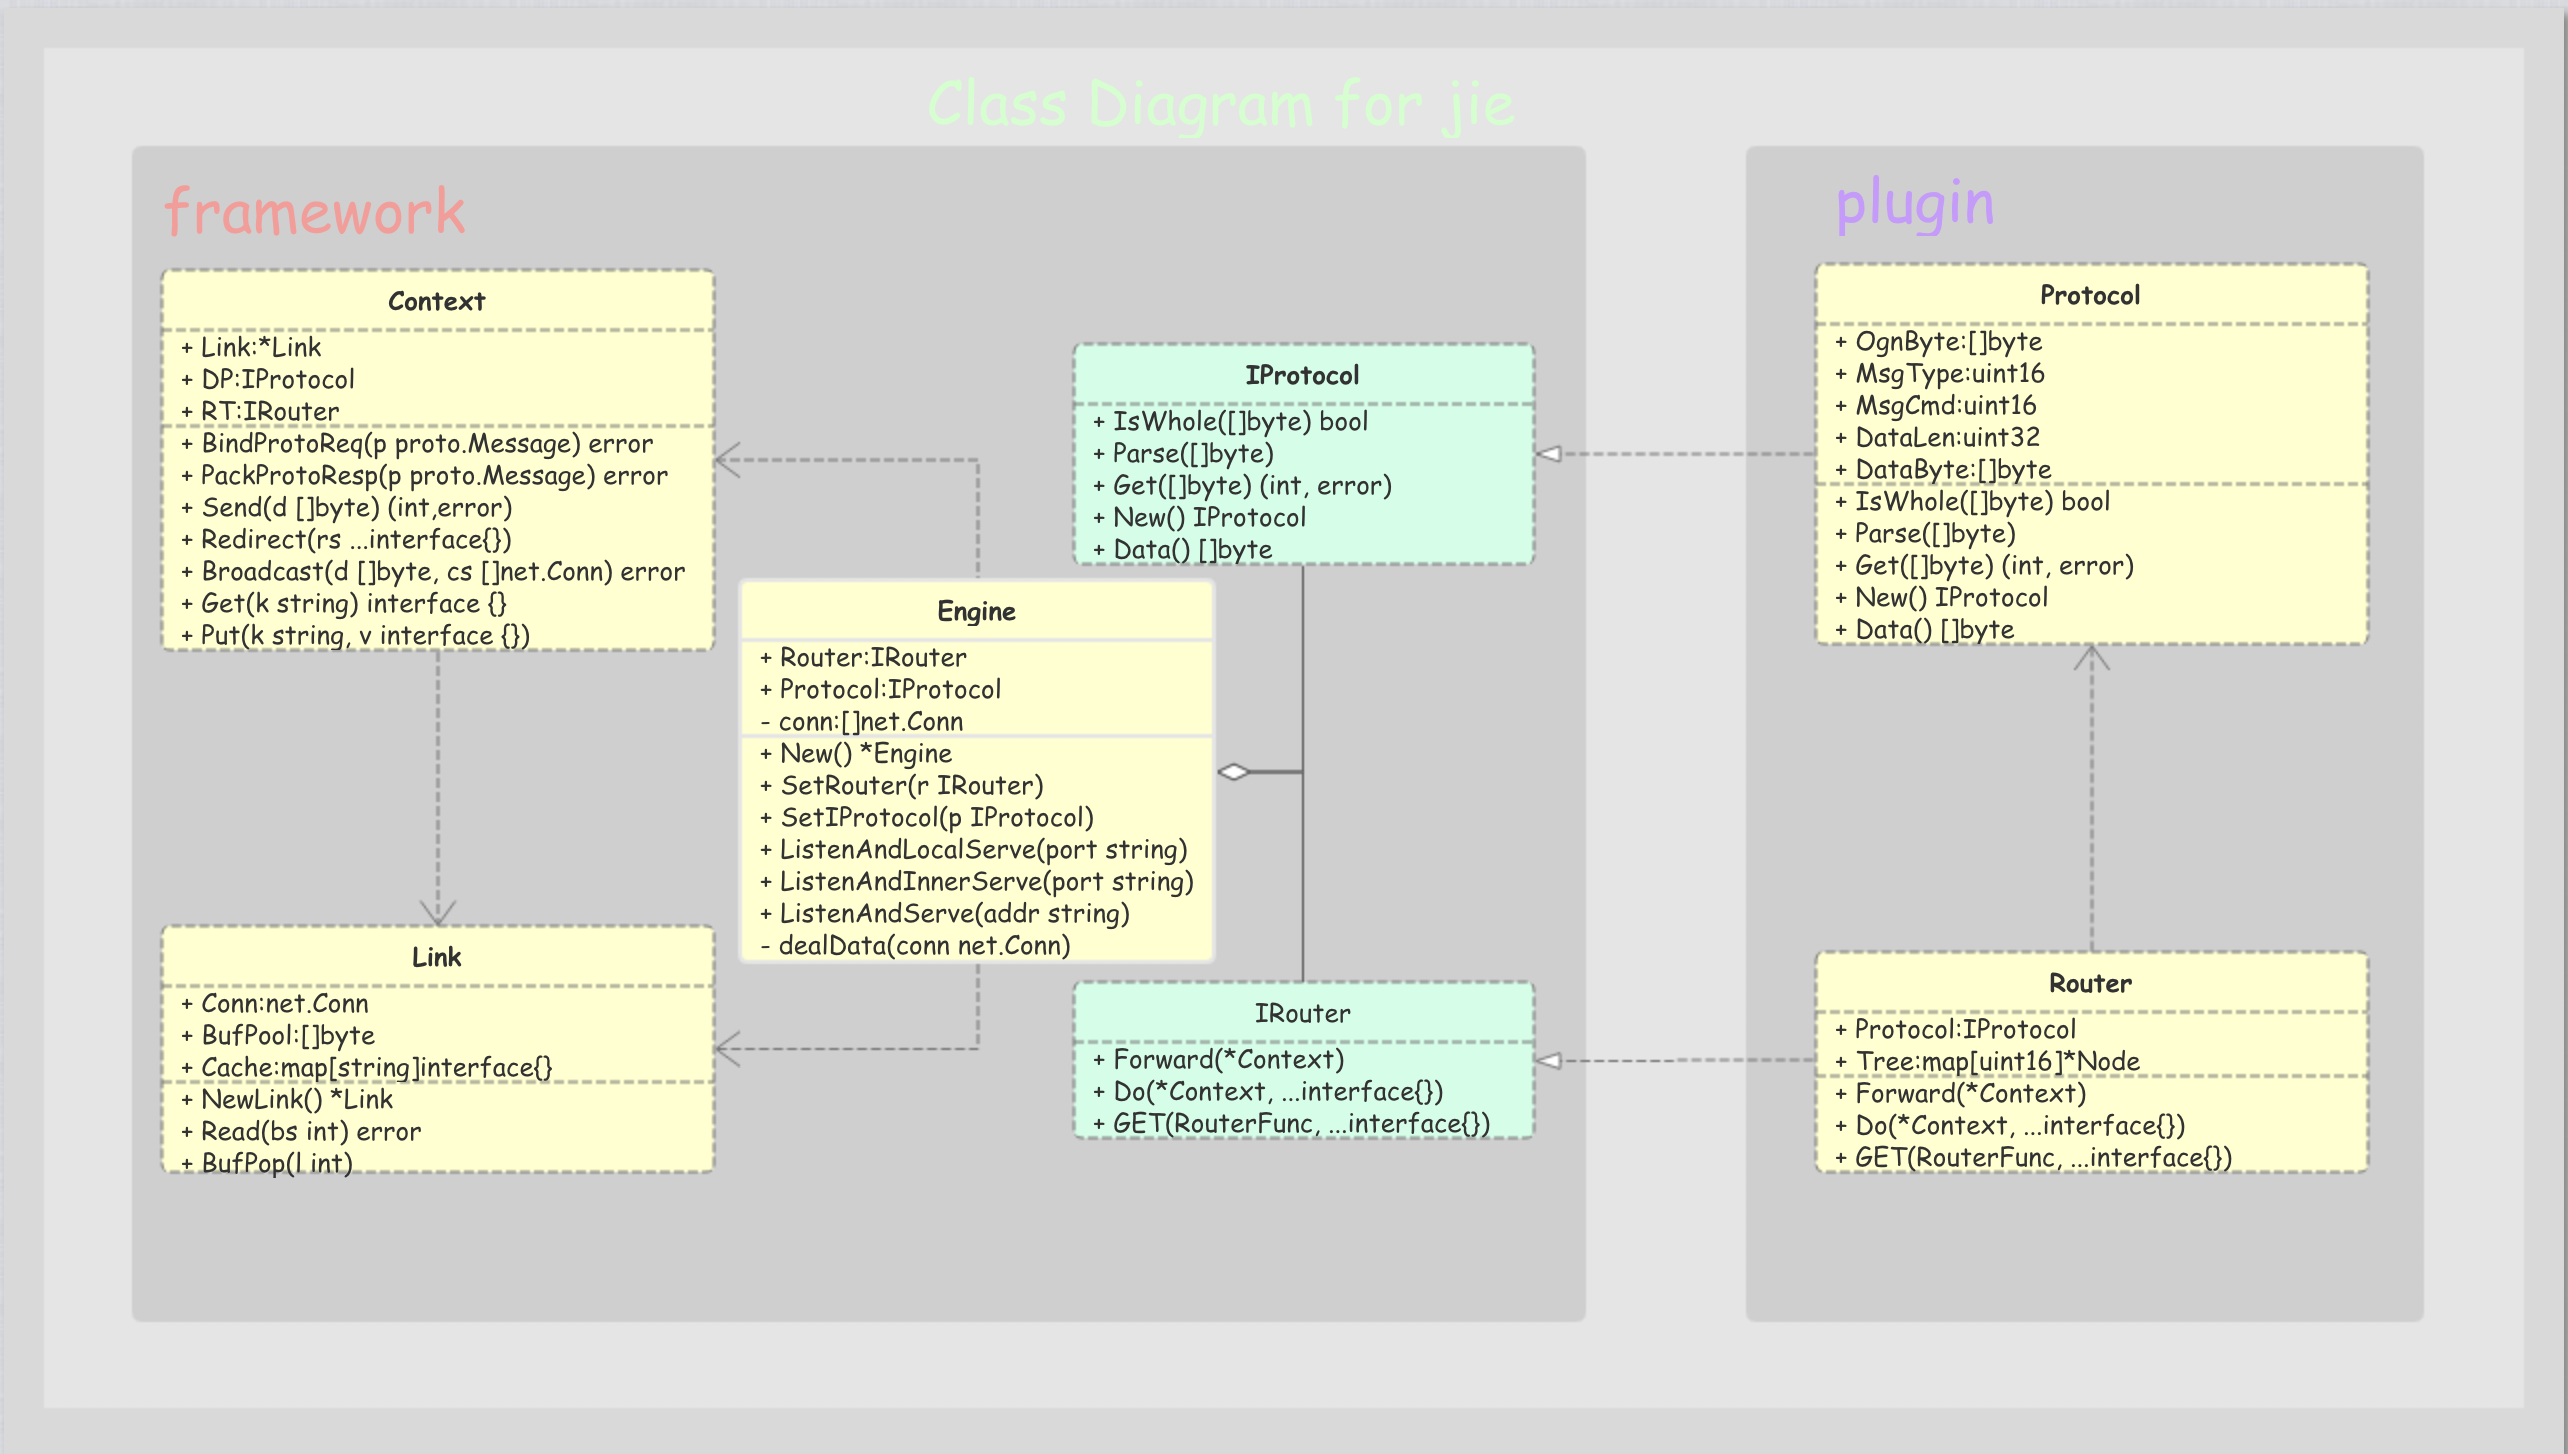 Class Diagram for jie
framework
Context
+ Link:*Link
+ DP:IProtocol
+ RT:IRouter
+ BindProtoReq(p proto.Message) error
+ PackProtoResp(p proto.Message) error
+ Send(d []byte) (int,error)
+ Redirect(rs ...interface{})
+ Broadcast(d []byte, cs []net.Conn) error
+ Get(k string) interface {}
+ Put(k string, v interface {})
Link
+ Conn:net.Conn
+ BufPool:[]byte
+ Cache:map[string]interface{}
+ NewLink() *Link
+ Read(bs int) error
+ BufPop(l int)
Engine
+ Router:IRouter
+ Protocol:IProtocol
- conn:[]net.Conn
+ New() *Engine
+ SetRouter(r IRouter)
+ SetIProtocol(p IProtocol)
+ ListenAndLocalServe(port string)
+ ListenAndInnerServe(port string)
+ ListenAndServe(addr string)
- dealData(conn net.Conn)
IProtocol
+ IsWhole([]byte) bool
+ Parse([]byte)
+ Get([]byte) (int, error)
+ New() IProtocol
+ Data() []byte
IRouter
+ Forward(*Context)
+ Do(*Context, ...interface{})
+ GET(RouterFunc, ...interface{})
plugin
Protocol
+ OgnByte:[]byte
+ MsgType:uint16
+ MsgCmd:uint16
+ DataLen:uint32
+ DataByte:[]byte
+ IsWhole([]byte) bool
+ Parse([]byte)
+ Get([]byte) (int, error)
+ New() IProtocol
+ Data() []byte
Router
+ Protocol:IProtocol
+ Tree:map[uint16]*Node
+ Forward(*Context)
+ Do(*Context, ...interface{})
+ GET(RouterFunc, ...interface{})